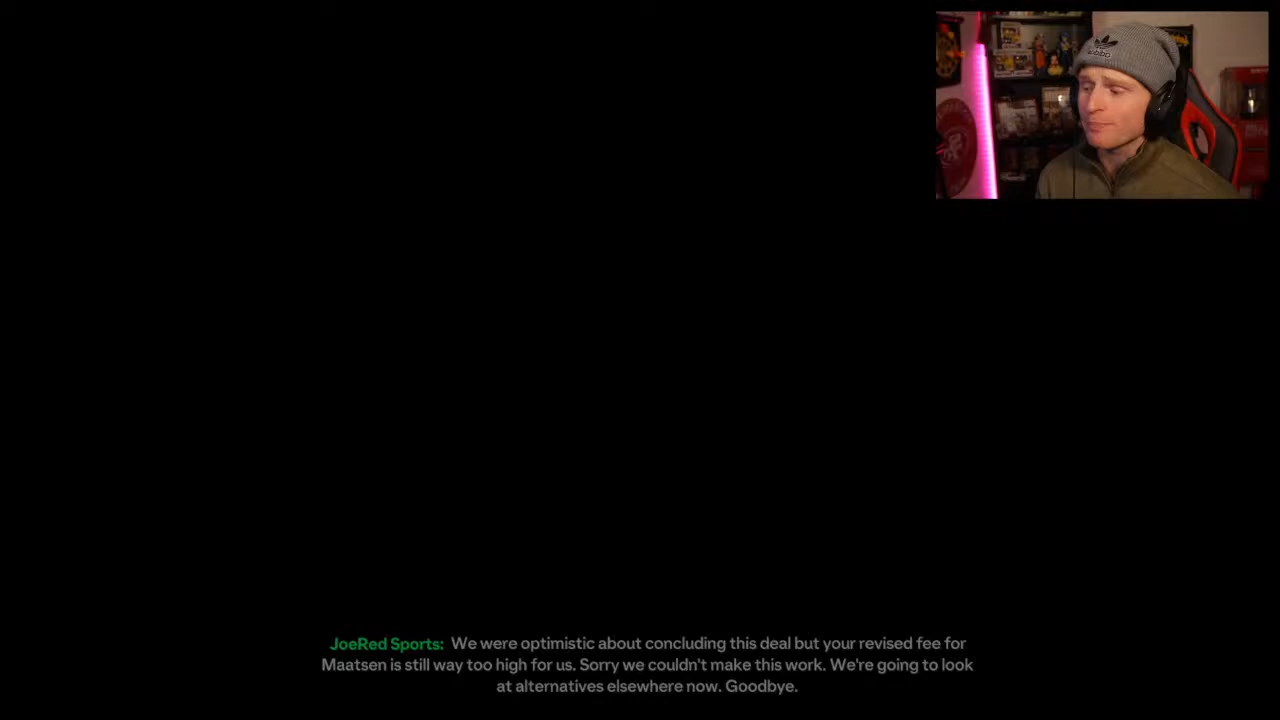 JoeRed Sports: We were optimistic about concluding this deal but your revised fee for
Maatsen is still way too high for us. Sorry we couldn't make this work. We're going to look
at alternatives elsewhere now. Goodbye.